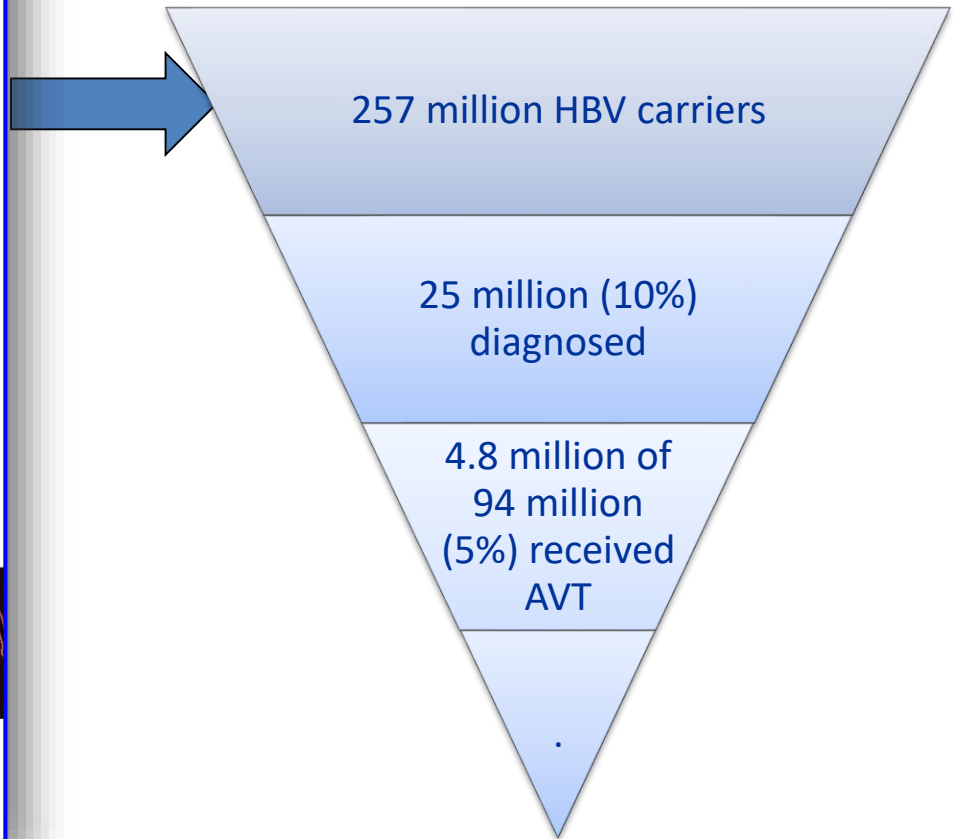 257 million HBV carriers
25 million (10%)
diagnosed
4.8 million of
94 million
(5%) received
AVT
.